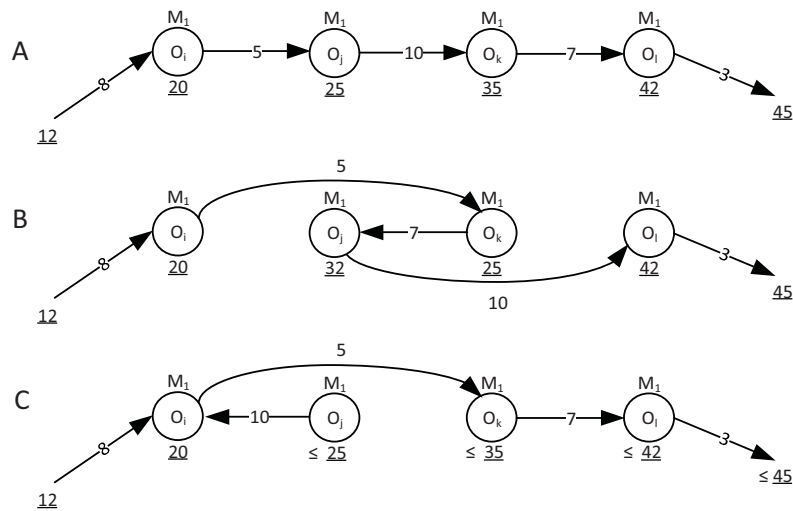 M1 M1 M1 M1
A 8 Oi 5 Oj 10 Ok 7 Ol 3
20 25 35 42
12 45
5
M1 M1 M1 M1
B 8 Oi Oj 7 Ok Ol 3
20 32 25 42
12 10 45
5
M1 M1 M1 M1
C 8 Oi 10 Oj Ok 7 Ol 3
20 ≤ 25 ≤ 35 ≤ 42
12 ≤ 45